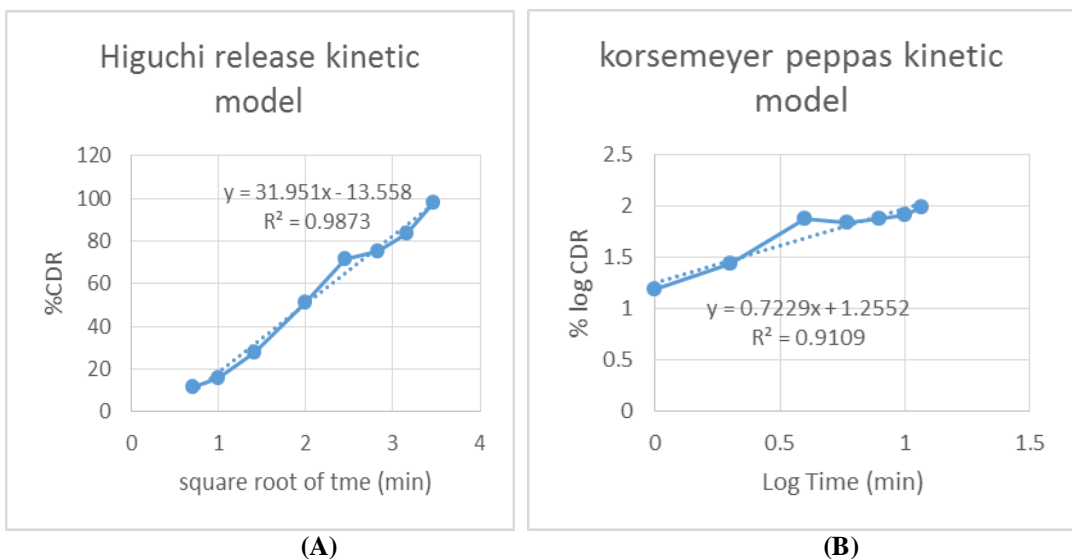 Higuchi release kinetic
model
120
100
80
60
40
20
0
%CDR
y = 31.951x - 13.558
R² = 0.9873
0 1 2 3 4
square root of tme (min)
(A)
korsemeyer peppas kinetic
model
2.5
2
1.5
1
0.5
0
% log CDR
y = 0.7229x + 1.2552
R² = 0.9109
0 0.5 1 1.5
Log Time (min)
(B)